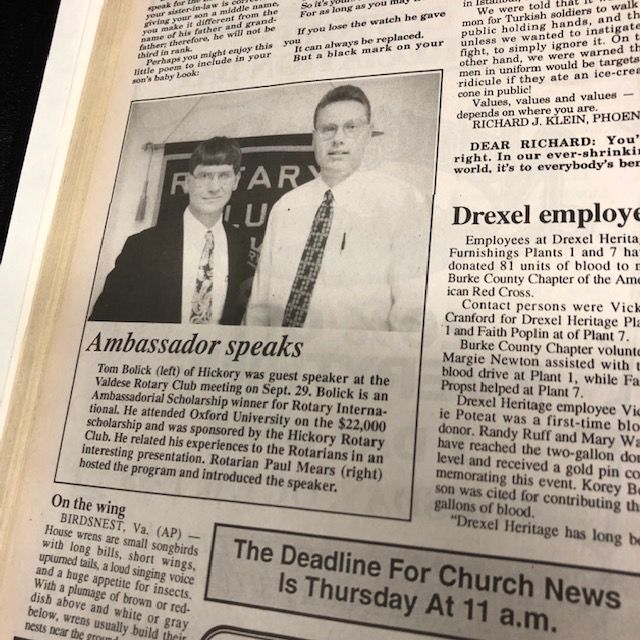 speak for the
your sister-in-law is correct
giving your son a middle name,
you make it different from the
name of his father and grand-
father; therefore, he will not be
third in rank.
Perhaps you might enjoy this
little poem to include in your
son's baby book:
So it's
For as long as you may
If you lose the watch he gave
you
It can always be replaced.
But a black mark on your
We were told that it
mon for Turkish soldiers to walk
public holding hands, and th
unless we wanted to instigate
fight, to simply ignore it. On t
other hand, we were warned th
men in uniform would be targets
ridicule if they ate an ice-crea
cone in public!
Values, values and values —
depends on where you are.
RICHARD J. KLEIN, PHOEN
DEAR RICHARD: You'
right. In our ever-shrinki
world, it's to everybody's ben
ROTARY
LU
Ambassador speaks
Tom Bolick (left) of Hickory was guest speaker at the
Valdese Rotary Club meeting on Sept. 29. Bolick is an
Ambassadorial Scholarship winner for Rotary Interna-
tional. He attended Oxford University on the $22,000
scholarship and was sponsored by the Hickory Rotary
Club. He related his experiences to the Rotarians in an
interesting presentation. Rotarian Paul Mears (right)
hosted the program and introduced the speaker.
Drexel employe
Employees at Drexel Herita
Furnishings Plants 1 and 7 ha
donated 81 units of blood to
Burke County Chapter of the Ame
ican Red Cross.
Contact persons were Vick
Cranford for Drexel Heritage Pla
1 and Faith Poplin at of Plant 7.
Burke County Chapter volunt
Margie Newton assisted with t
blood drive at Plant 1, while Fa
Propst helped at Plant 7.
Drexel Heritage employee Vi
ie Poteat was a first-time blo
donor. Randy Ruff and Mary Wa
have reached the two-gallon do
level and received a gold pin co
memorating this event. Korey Be
son was cited for contributing th
gallons of blood.
"Drexel Heritage has long be
On the wing
BIRDSNEST, Va. (AP) —
House wrens are small songbirds
with long bills, short wings,
upturned tails, a loud singing voice
and a huge appetite for insects.
With a plumage of brown or red-
dish above and white or gray
below, wrens usually build their
nests near the ground
The Deadline For Church News
Is Thursday At 11 a.m.